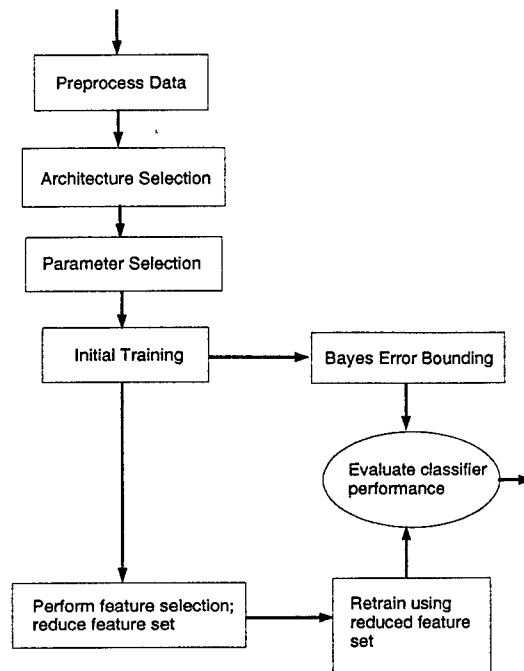 Preprocess Data
Architecture Selection
Parameter Selection
Initial Training
Bayes Error Bounding
Evaluate classifier
performance
Perform feature selection;
reduce feature set
Retrain using
reduced feature
set